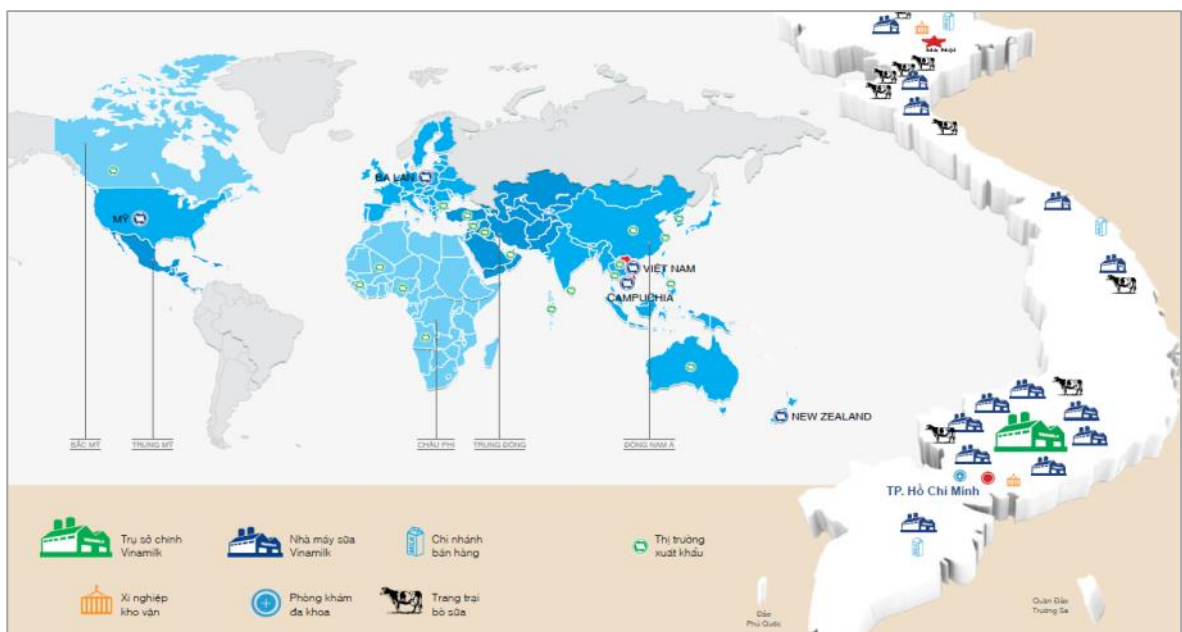 HÀ NỘI
BA LAN
MỸ
VIỆT NAM
CAMPUCHIA
NEW ZEALAND
BẮC MỸ
TRUNG MỸ
CHÂU PHI
TRUNG ĐÔNG
ĐÔNG NAM Á
TP. Hồ Chí Minh
Trụ sở chính
Vinamilk
Nhà máy sữa
Vinamilk
Chi nhánh
bán hàng
Thị trường
xuất khẩu
Xí nghiệp
kho vận
Phòng khám
đa khoa
Trang trại
bò sữa
Đảo
Phú Quốc
Quần Đảo
Trường Sa